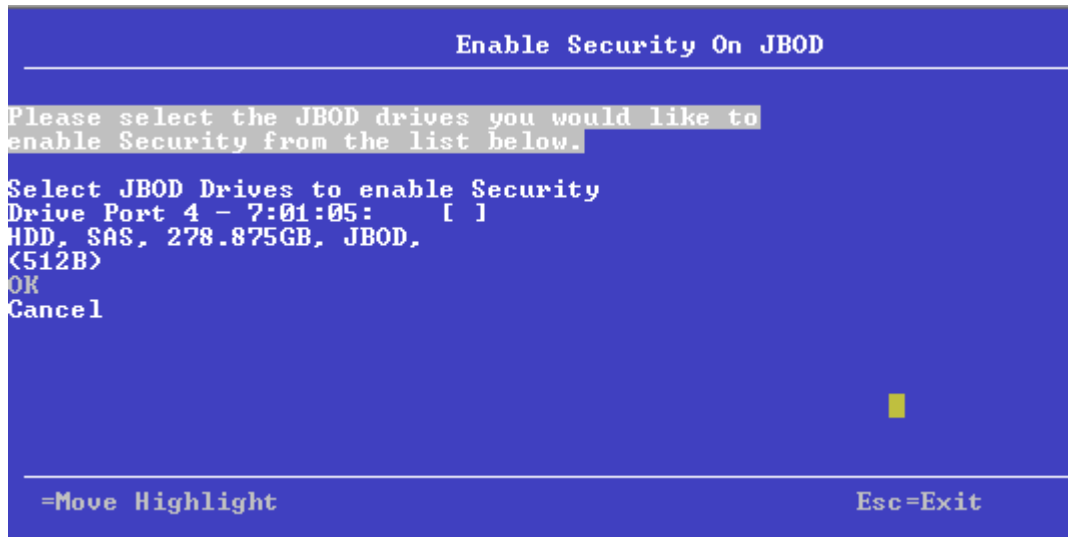 Enable Security On JBOD
Please select the JBOD drives you would like to
enable Security from the list below.
Select JBOD Drives to enable Security
Drive Port 4 - 7:01:05:    [ ]
HDD, SAS, 278.875GB, JBOD,
(512B)
OK
Cancel
=Move Highlight    Esc=Exit